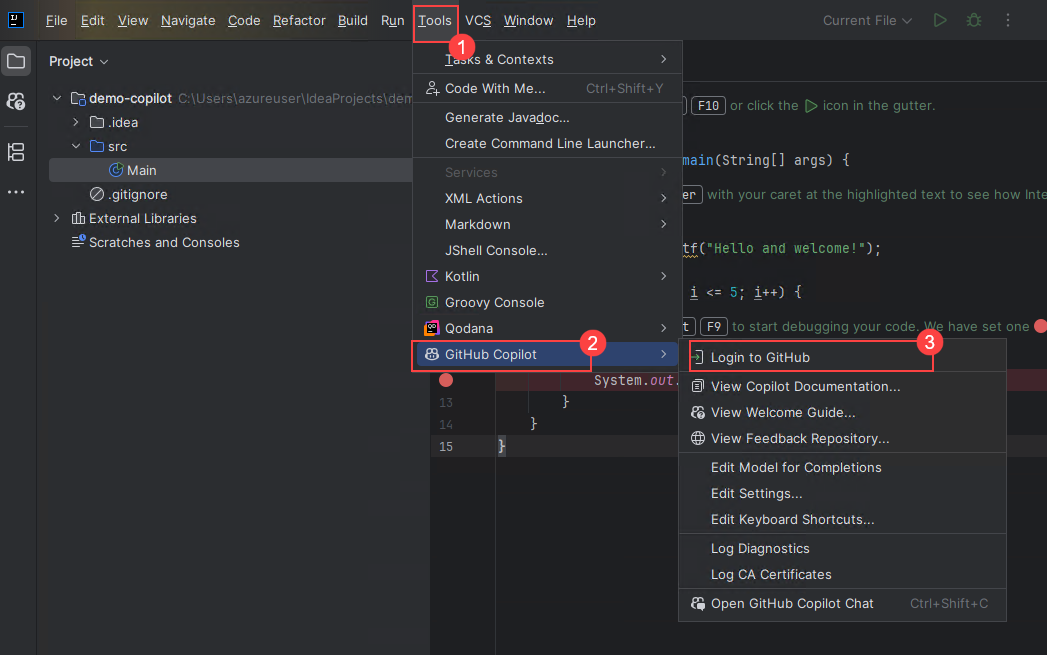 File Edit View Navigate Code Refactor Build Run Tools VCS Window Help Current File
1
Project
demo-copilot C:\Users\azureuser\IdeaProjects\dem
.idea
src
Main
.gitignore
External Libraries
Scratches and Consoles
Tasks & Contexts
Code With Me... Ctrl+Shift+Y
Generate Javadoc...
Create Command Line Launcher...
Services
XML Actions
Markdown
JShell Console...
Kotlin
Groovy Console
Qodana
GitHub Copilot
2
F10 or click the icon in the gutter.
main(String[] args) {
er with your caret at the highlighted text to see how Inte
tf("Hello and welcome!");
i <= 5; i++) {
t F9 to start debugging your code. We have set one
System.out.
13 }
14 }
15 }
3
Login to GitHub
View Copilot Documentation...
View Welcome Guide...
View Feedback Repository...
Edit Model for Completions
Edit Settings...
Edit Keyboard Shortcuts...
Log Diagnostics
Log CA Certificates
Open GitHub Copilot Chat Ctrl+Shift+C